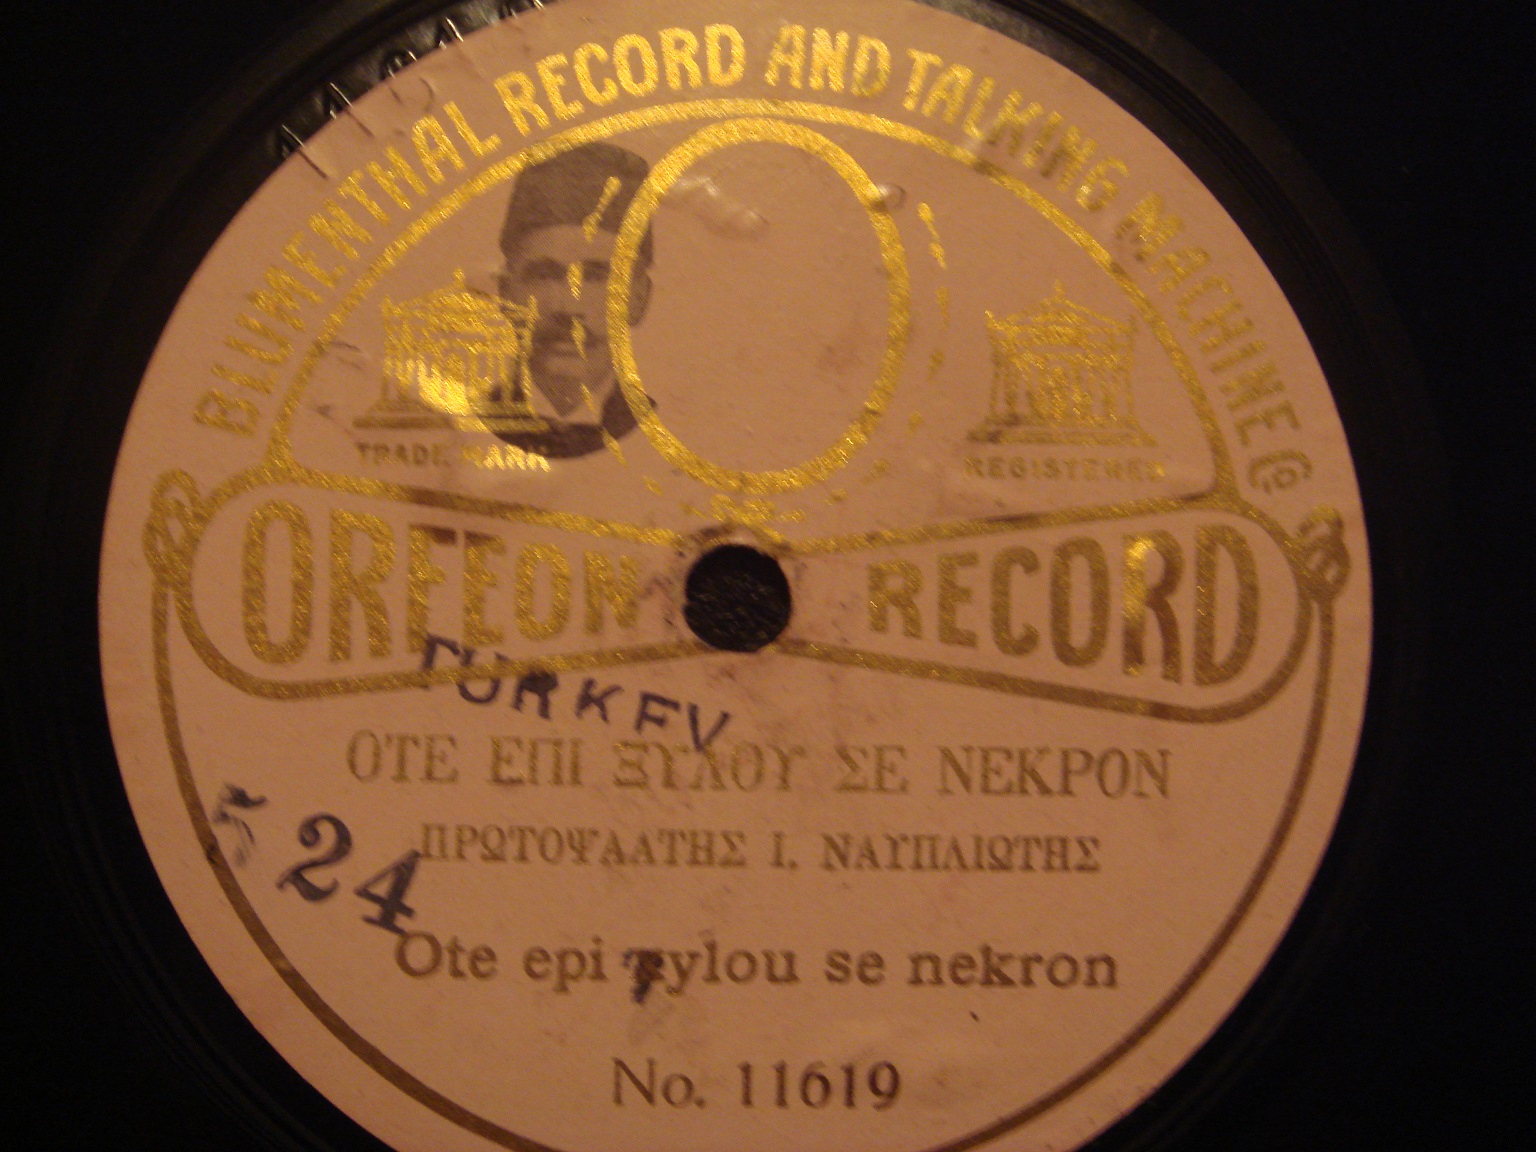 BLUMENTHAL RECORD AND TALKING MACHINE Co
TRADE MARK
REGISTERED
ORFEON RECORD
TURKEY
ΟΤΕ ΕΠΙ ΞΥΛΟΥ ΣΕ ΝΕΚΡΟΝ
524
ΠΡΩΤΟΨΑΛΤΗΣ Ι. ΝΑΥΠΛΙΩΤΗΣ
Ote epi xylou se nekron
No. 11619